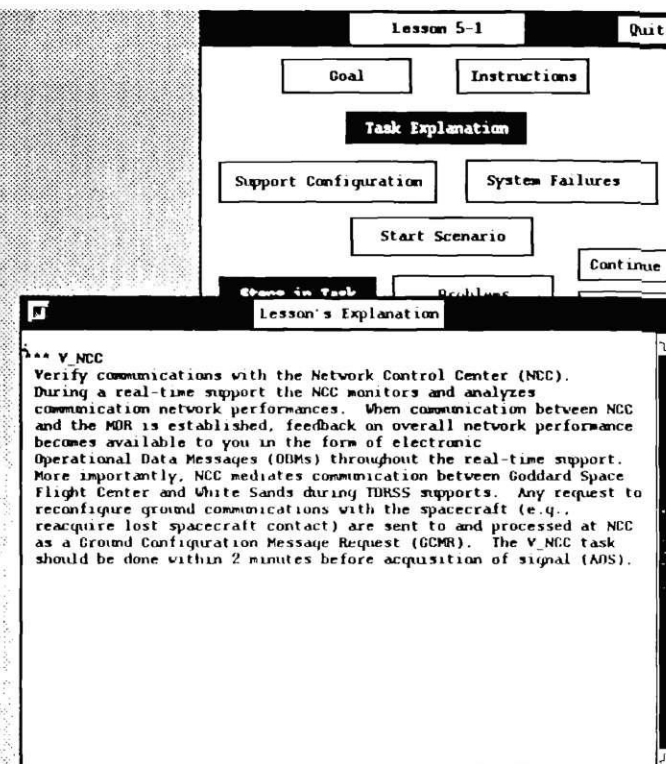 Lesson 5-1
Quit
Goal
Instructions
Task Explanation
Support Configuration
System Failures
Start Scenario
Continue
Steps in Task
Problems
Lesson's Explanation
*** V_NCC
Verify communications with the Network Control Center (NCC).
During a real-time support the NCC monitors and analyzes
communication network performances. When communication between NCC
and the MOR is established, feedback on overall network performance
becomes available to you in the form of electronic
Operational Data Messages (ODMs) throughout the real-time support.
More importantly, NCC mediates communication between Goddard Space
Flight Center and White Sands during TDRSS supports. Any request to
reconfigure ground communications with the spacecraft (e.g.,
reacquire lost spacecraft contact) are sent to and processed at NCC
as a Ground Configuration Message Request (GCMR). The V_NCC task
should be done within 2 minutes before acquisition of signal (AOS).